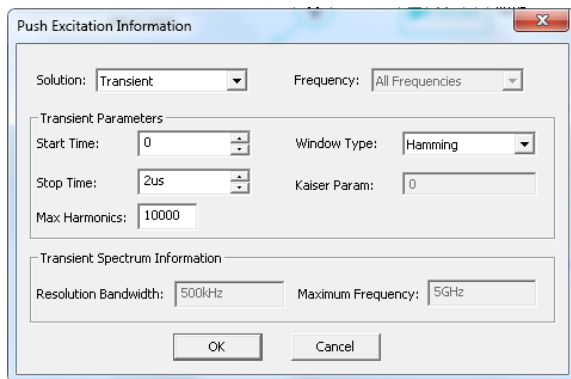 Push Excitation Information
Solution: Transient Frequency: All Frequencies
Transient Parameters
Start Time: 0 Window Type: Hamming
Stop Time: 2us Kaiser Param: 0
Max Harmonics: 10000
Transient Spectrum Information
Resolution Bandwidth: 500kHz Maximum Frequency: 5GHz
OK Cancel